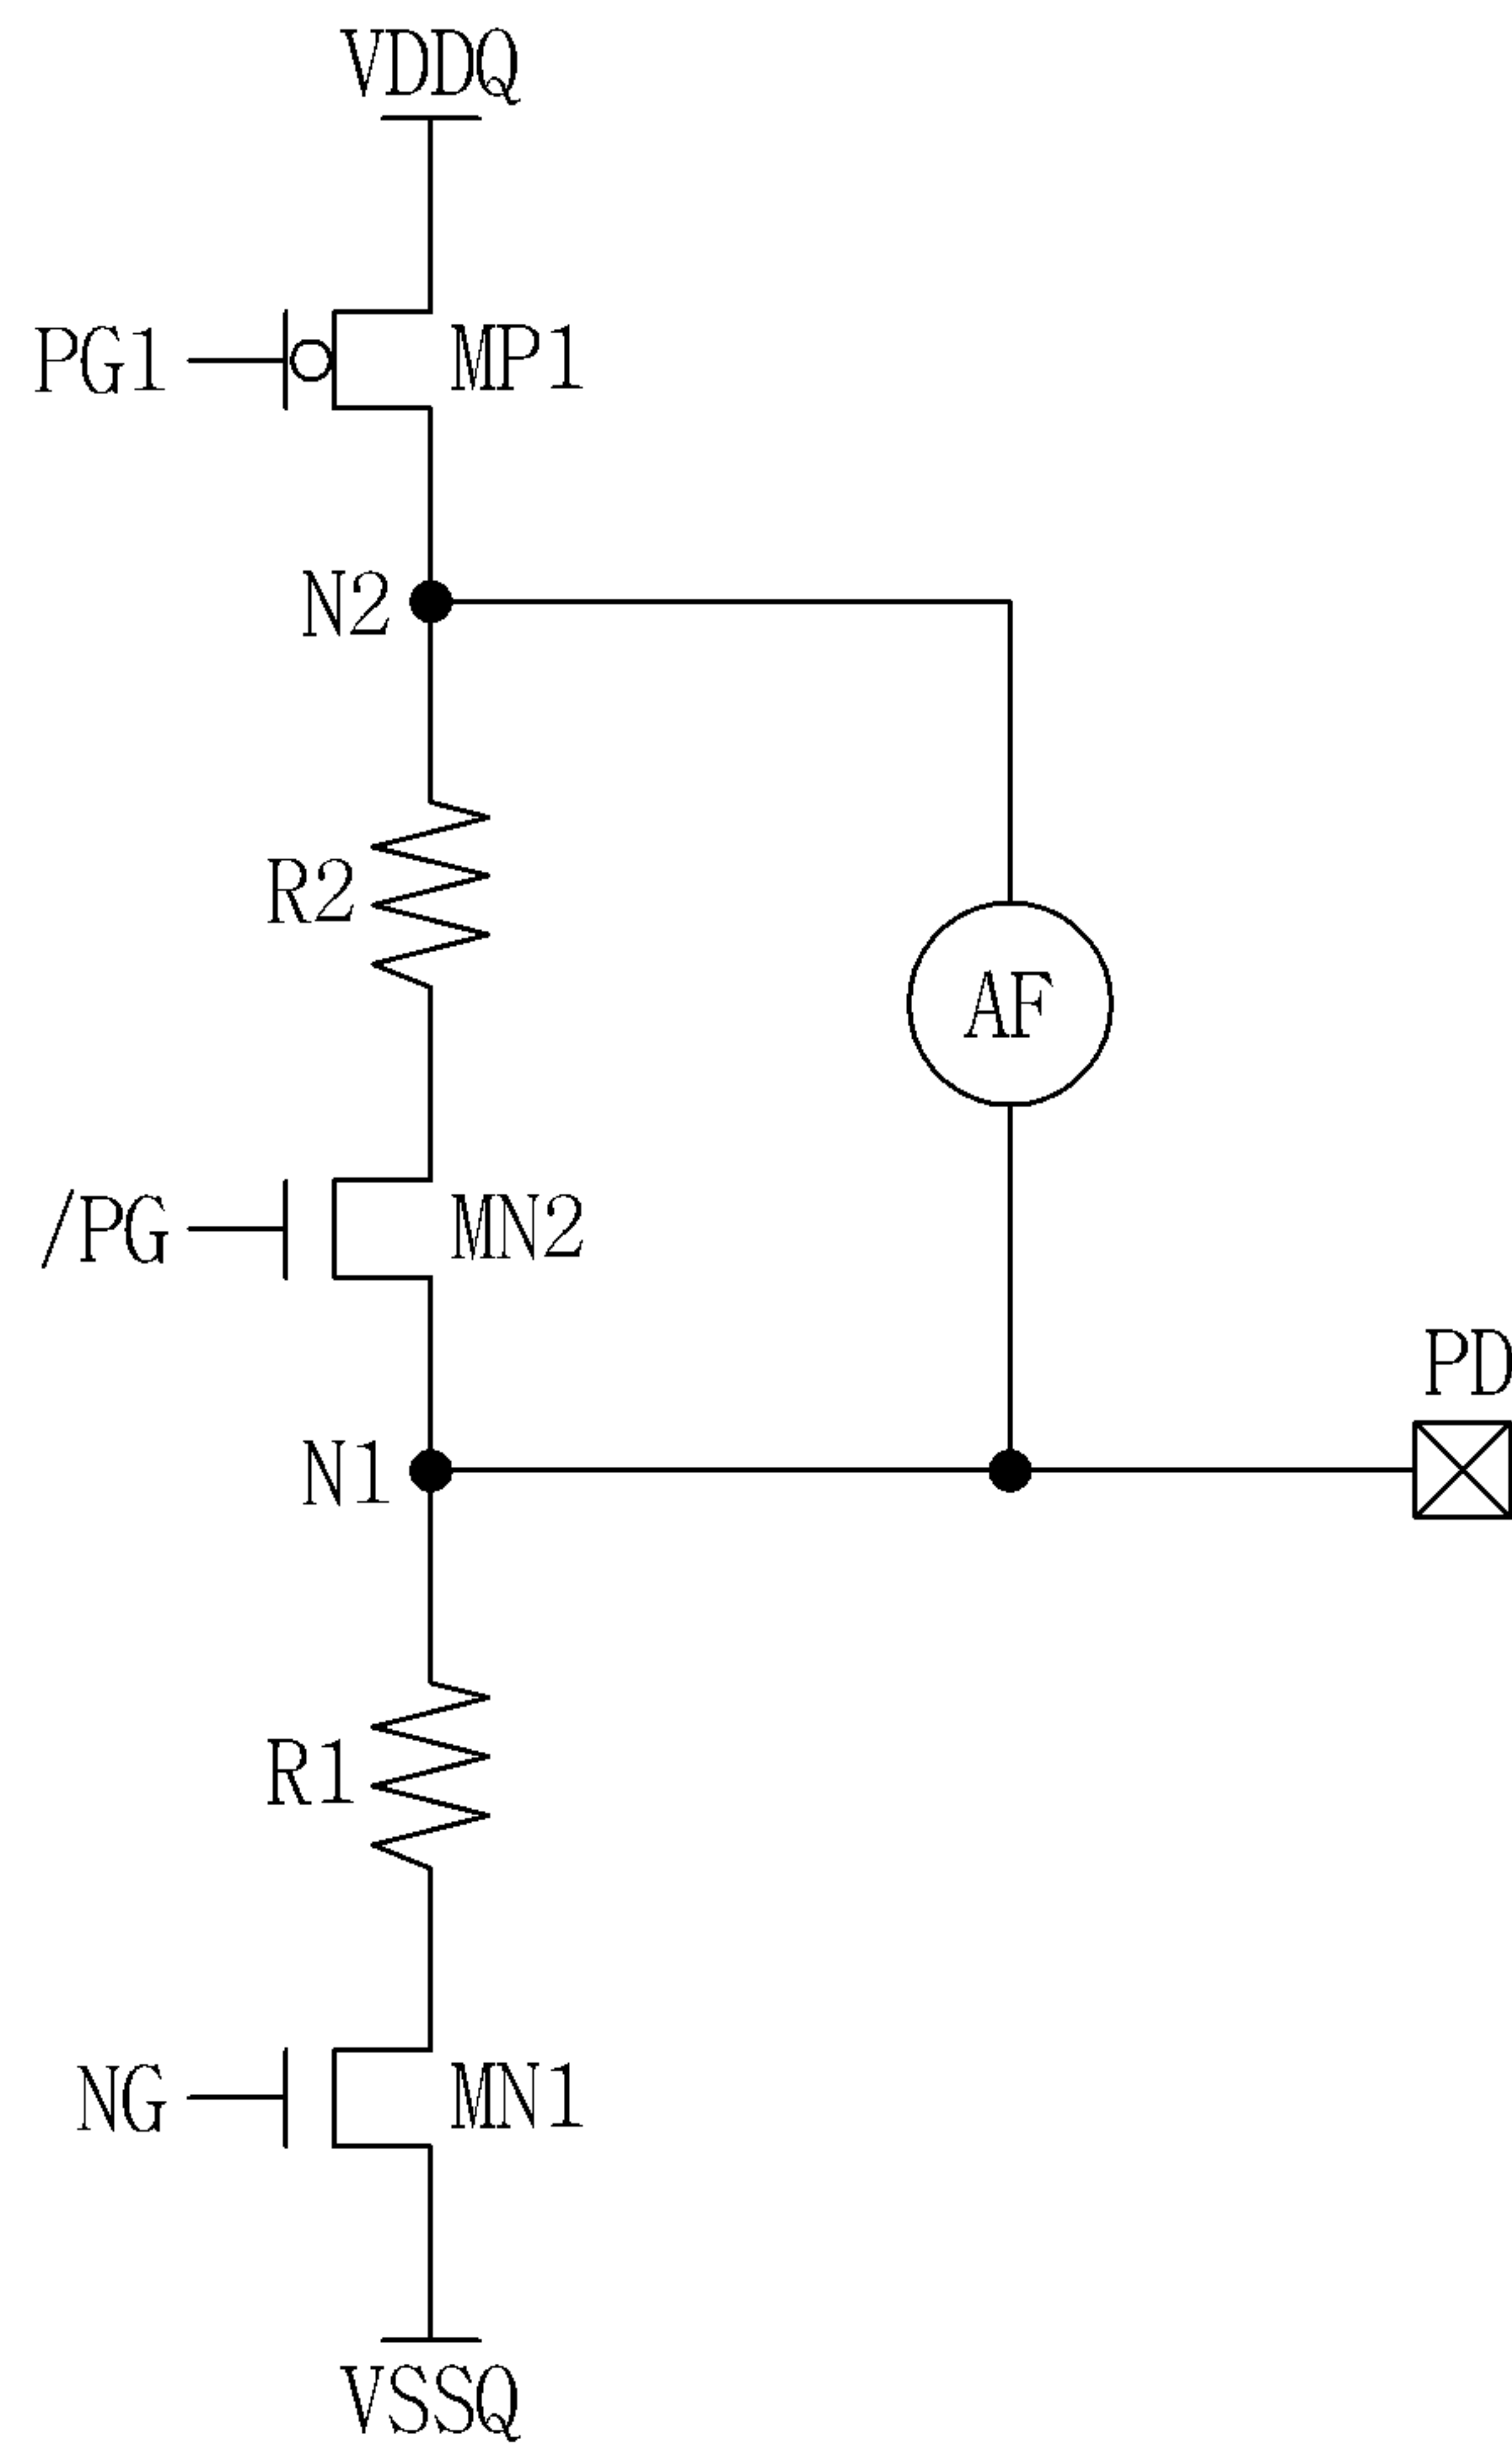 VDDQ
PG1
MP1
N2
R2
AF
/PG
MN2
PD
N1
R1
NG
MN1
VSSQ